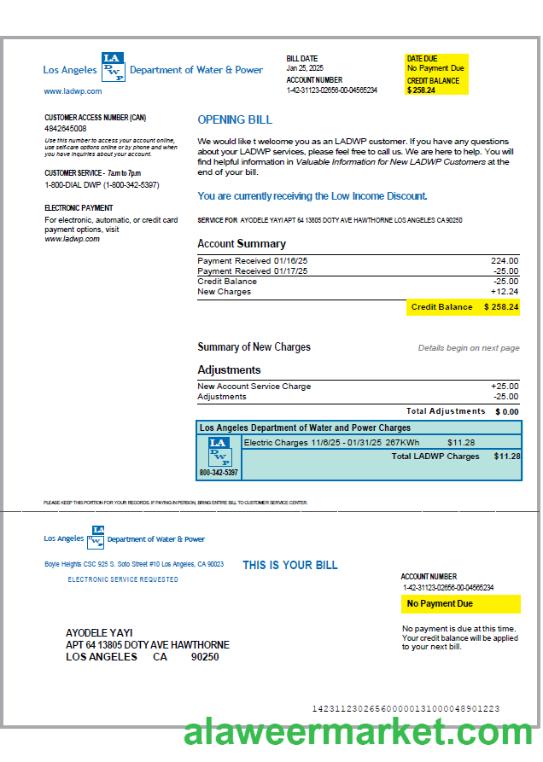 Los Angeles LA DWP Department of Water & Power
www.ladwp.com
BILL DATE
Jan 25, 2025
ACCOUNT NUMBER
1-42-31123-02656-00-04565234
DATE DUE
No Payment Due
CREDIT BALANCE
$ 258.24
CUSTOMER ACCESS NUMBER (CAN)
4842645008
Use this number to access your account online,
use self-care options online or by phone and when
you have inquiries about your account.
CUSTOMER SERVICE - 7am to 7pm
1-800-DIAL DWP (1-800-342-5397)
ELECTRONIC PAYMENT
For electronic, automatic, or credit card
payment options, visit
www.ladwp.com
OPENING BILL
We would like t welcome you as an LADWP customer. If you have any questions
about your LADWP services, please feel free to call us. We are here to help. You will
find helpful information in Valuable Information for New LADWP Customers at the
end of your bill.
You are currently receiving the Low Income Discount.
SERVICE FOR AYODELE YAYI APT 64 13805 DOTY AVE HAWTHORNE LOS ANGELES CA 90250
Account Summary
Payment Received 01/16/25 224.00
Payment Received 01/17/25 -25.00
Credit Balance -25.00
New Charges +12.24
Credit Balance $ 258.24
Summary of New Charges Details begin on next page
Adjustments
New Account Service Charge +25.00
Adjustments -25.00
Total Adjustments $ 0.00
Los Angeles Department of Water and Power Charges
LA DWP
800-342-5397
Electric Charges 11/6/25 - 01/31/25 267KWh $11.28
Total LADWP Charges $11.28
PLEASE KEEP THIS PORTION FOR YOUR RECORDS. IF PAYING IN PERSON, BRING ENTIRE BILL TO CUSTOMER SERVICE CENTER.
Los Angeles LA DWP Department of Water & Power
Boyle Heights CSC 925 S. Soto Street #10 Los Angeles, CA 90023
ELECTRONIC SERVICE REQUESTED
THIS IS YOUR BILL
ACCOUNT NUMBER
1-42-31123-02656-00-04565234
No Payment Due
No payment is due at this time.
Your credit balance will be applied
to your next bill.
AYODELE YAYI
APT 64 13805 DOTY AVE HAWTHORNE
LOS ANGELES CA 90250
14231123026560000013100004890​1223
alaweermarket.com